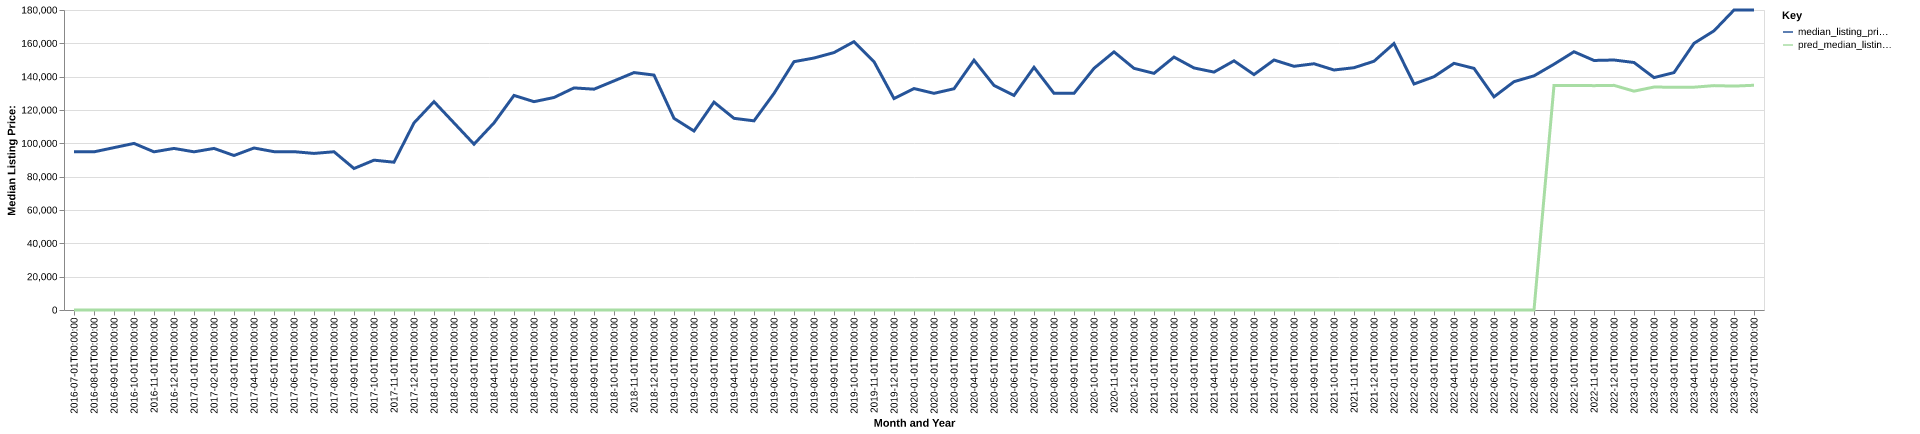 180,000
160,000
140,000
120,000
100,000
80,000
60,000
40,000
20,000
0
Median Listing Price:
2016-07-01T00:00:00
2016-08-01T00:00:00
2016-09-01T00:00:00
2016-10-01T00:00:00
2016-11-01T00:00:00
2016-12-01T00:00:00
2017-01-01T00:00:00
2017-02-01T00:00:00
2017-03-01T00:00:00
2017-04-01T00:00:00
2017-05-01T00:00:00
2017-06-01T00:00:00
2017-07-01T00:00:00
2017-08-01T00:00:00
2017-09-01T00:00:00
2017-10-01T00:00:00
2017-11-01T00:00:00
2017-12-01T00:00:00
2018-01-01T00:00:00
2018-02-01T00:00:00
2018-03-01T00:00:00
2018-04-01T00:00:00
2018-05-01T00:00:00
2018-06-01T00:00:00
2018-07-01T00:00:00
2018-08-01T00:00:00
2018-09-01T00:00:00
2018-10-01T00:00:00
2018-11-01T00:00:00
2018-12-01T00:00:00
2019-01-01T00:00:00
2019-02-01T00:00:00
2019-03-01T00:00:00
2019-04-01T00:00:00
2019-05-01T00:00:00
2019-06-01T00:00:00
2019-07-01T00:00:00
2019-08-01T00:00:00
2019-09-01T00:00:00
2019-10-01T00:00:00
2019-11-01T00:00:00
2019-12-01T00:00:00
2020-01-01T00:00:00
2020-02-01T00:00:00
2020-03-01T00:00:00
2020-04-01T00:00:00
2020-05-01T00:00:00
2020-06-01T00:00:00
2020-07-01T00:00:00
2020-08-01T00:00:00
2020-09-01T00:00:00
2020-10-01T00:00:00
2020-11-01T00:00:00
2020-12-01T00:00:00
2021-01-01T00:00:00
2021-02-01T00:00:00
2021-03-01T00:00:00
2021-04-01T00:00:00
2021-05-01T00:00:00
2021-06-01T00:00:00
2021-07-01T00:00:00
2021-08-01T00:00:00
2021-09-01T00:00:00
2021-10-01T00:00:00
2021-11-01T00:00:00
2021-12-01T00:00:00
2022-01-01T00:00:00
2022-02-01T00:00:00
2022-03-01T00:00:00
2022-04-01T00:00:00
2022-05-01T00:00:00
2022-06-01T00:00:00
2022-07-01T00:00:00
2022-08-01T00:00:00
2022-09-01T00:00:00
2022-10-01T00:00:00
2022-11-01T00:00:00
2022-12-01T00:00:00
2023-01-01T00:00:00
2023-02-01T00:00:00
2023-03-01T00:00:00
2023-04-01T00:00:00
2023-05-01T00:00:00
2023-06-01T00:00:00
2023-07-01T00:00:00
Month and Year
Key
median_listing_pri…
pred_median_listin…